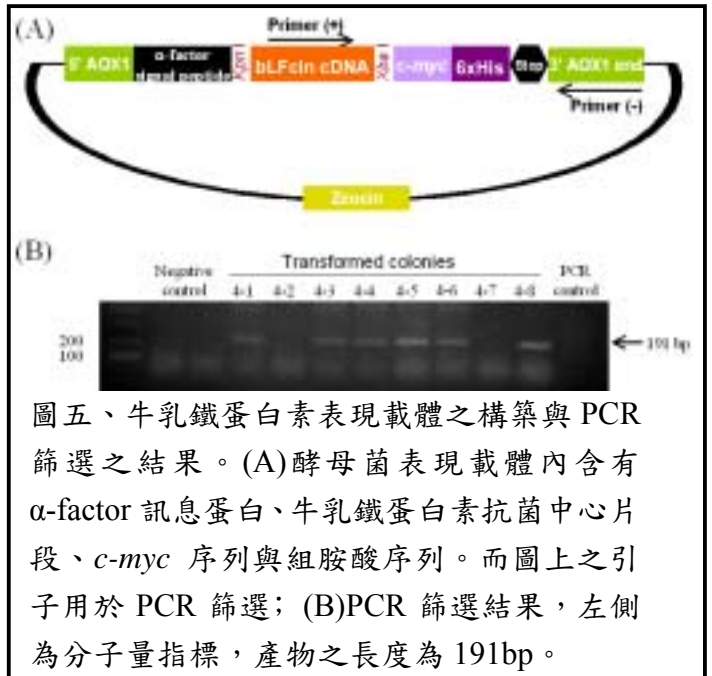 (A)
Primer (+)
5' AOX1
α-factor
signal peptide
bLFcin cDNA
c-myc
6xHis
Stop
3' AOX1 end
Primer (-)
Zeocin
(B)
Negative control
Transformed colonies
PCR control
4-1 4-2 4-3 4-4 4-5 4-6 4-7 4-8
200
100
191 bp
圖五、牛乳鐵蛋白素表現載體之構築與 PCR
篩選之結果。(A)酵母菌表現載體內含有
α-factor 訊息蛋白、牛乳鐵蛋白素抗菌中心片
段、c-myc 序列與組胺酸序列。而圖上之引
子用於 PCR 篩選; (B)PCR 篩選結果，左側
為分子量指標，產物之長度為 191bp。